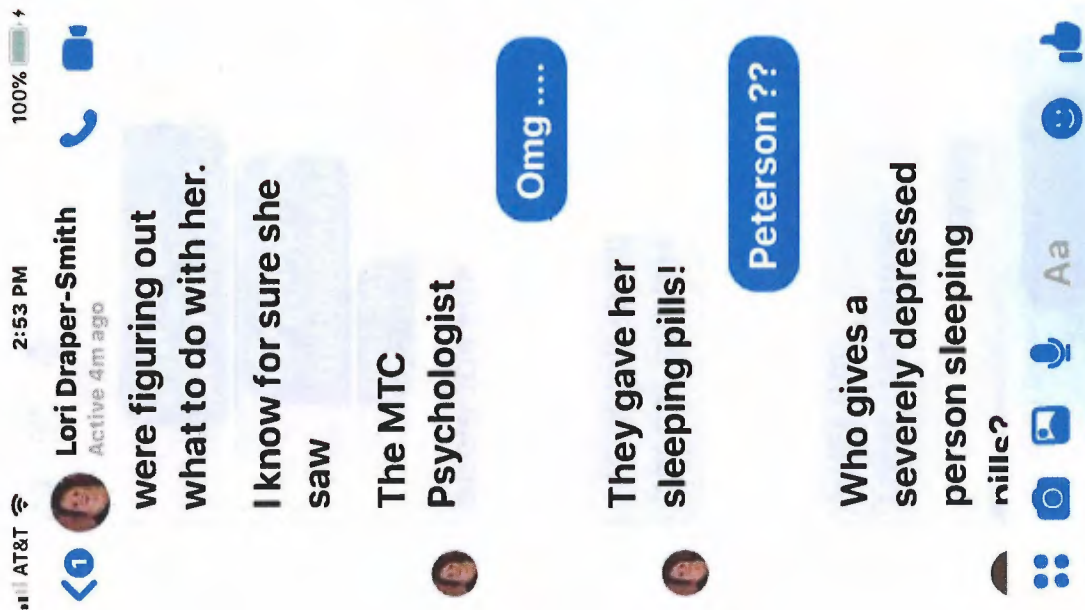 AT&T 2:53 PM 100%
1 Lori Draper-Smith
Active 4m ago
were figuring out
what to do with her.
I know for sure she
saw
The MTC
Psychologist
Omg ....
They gave her
sleeping pills!
Peterson ??
Who gives a
severely depressed
person sleeping
pills?
Aa